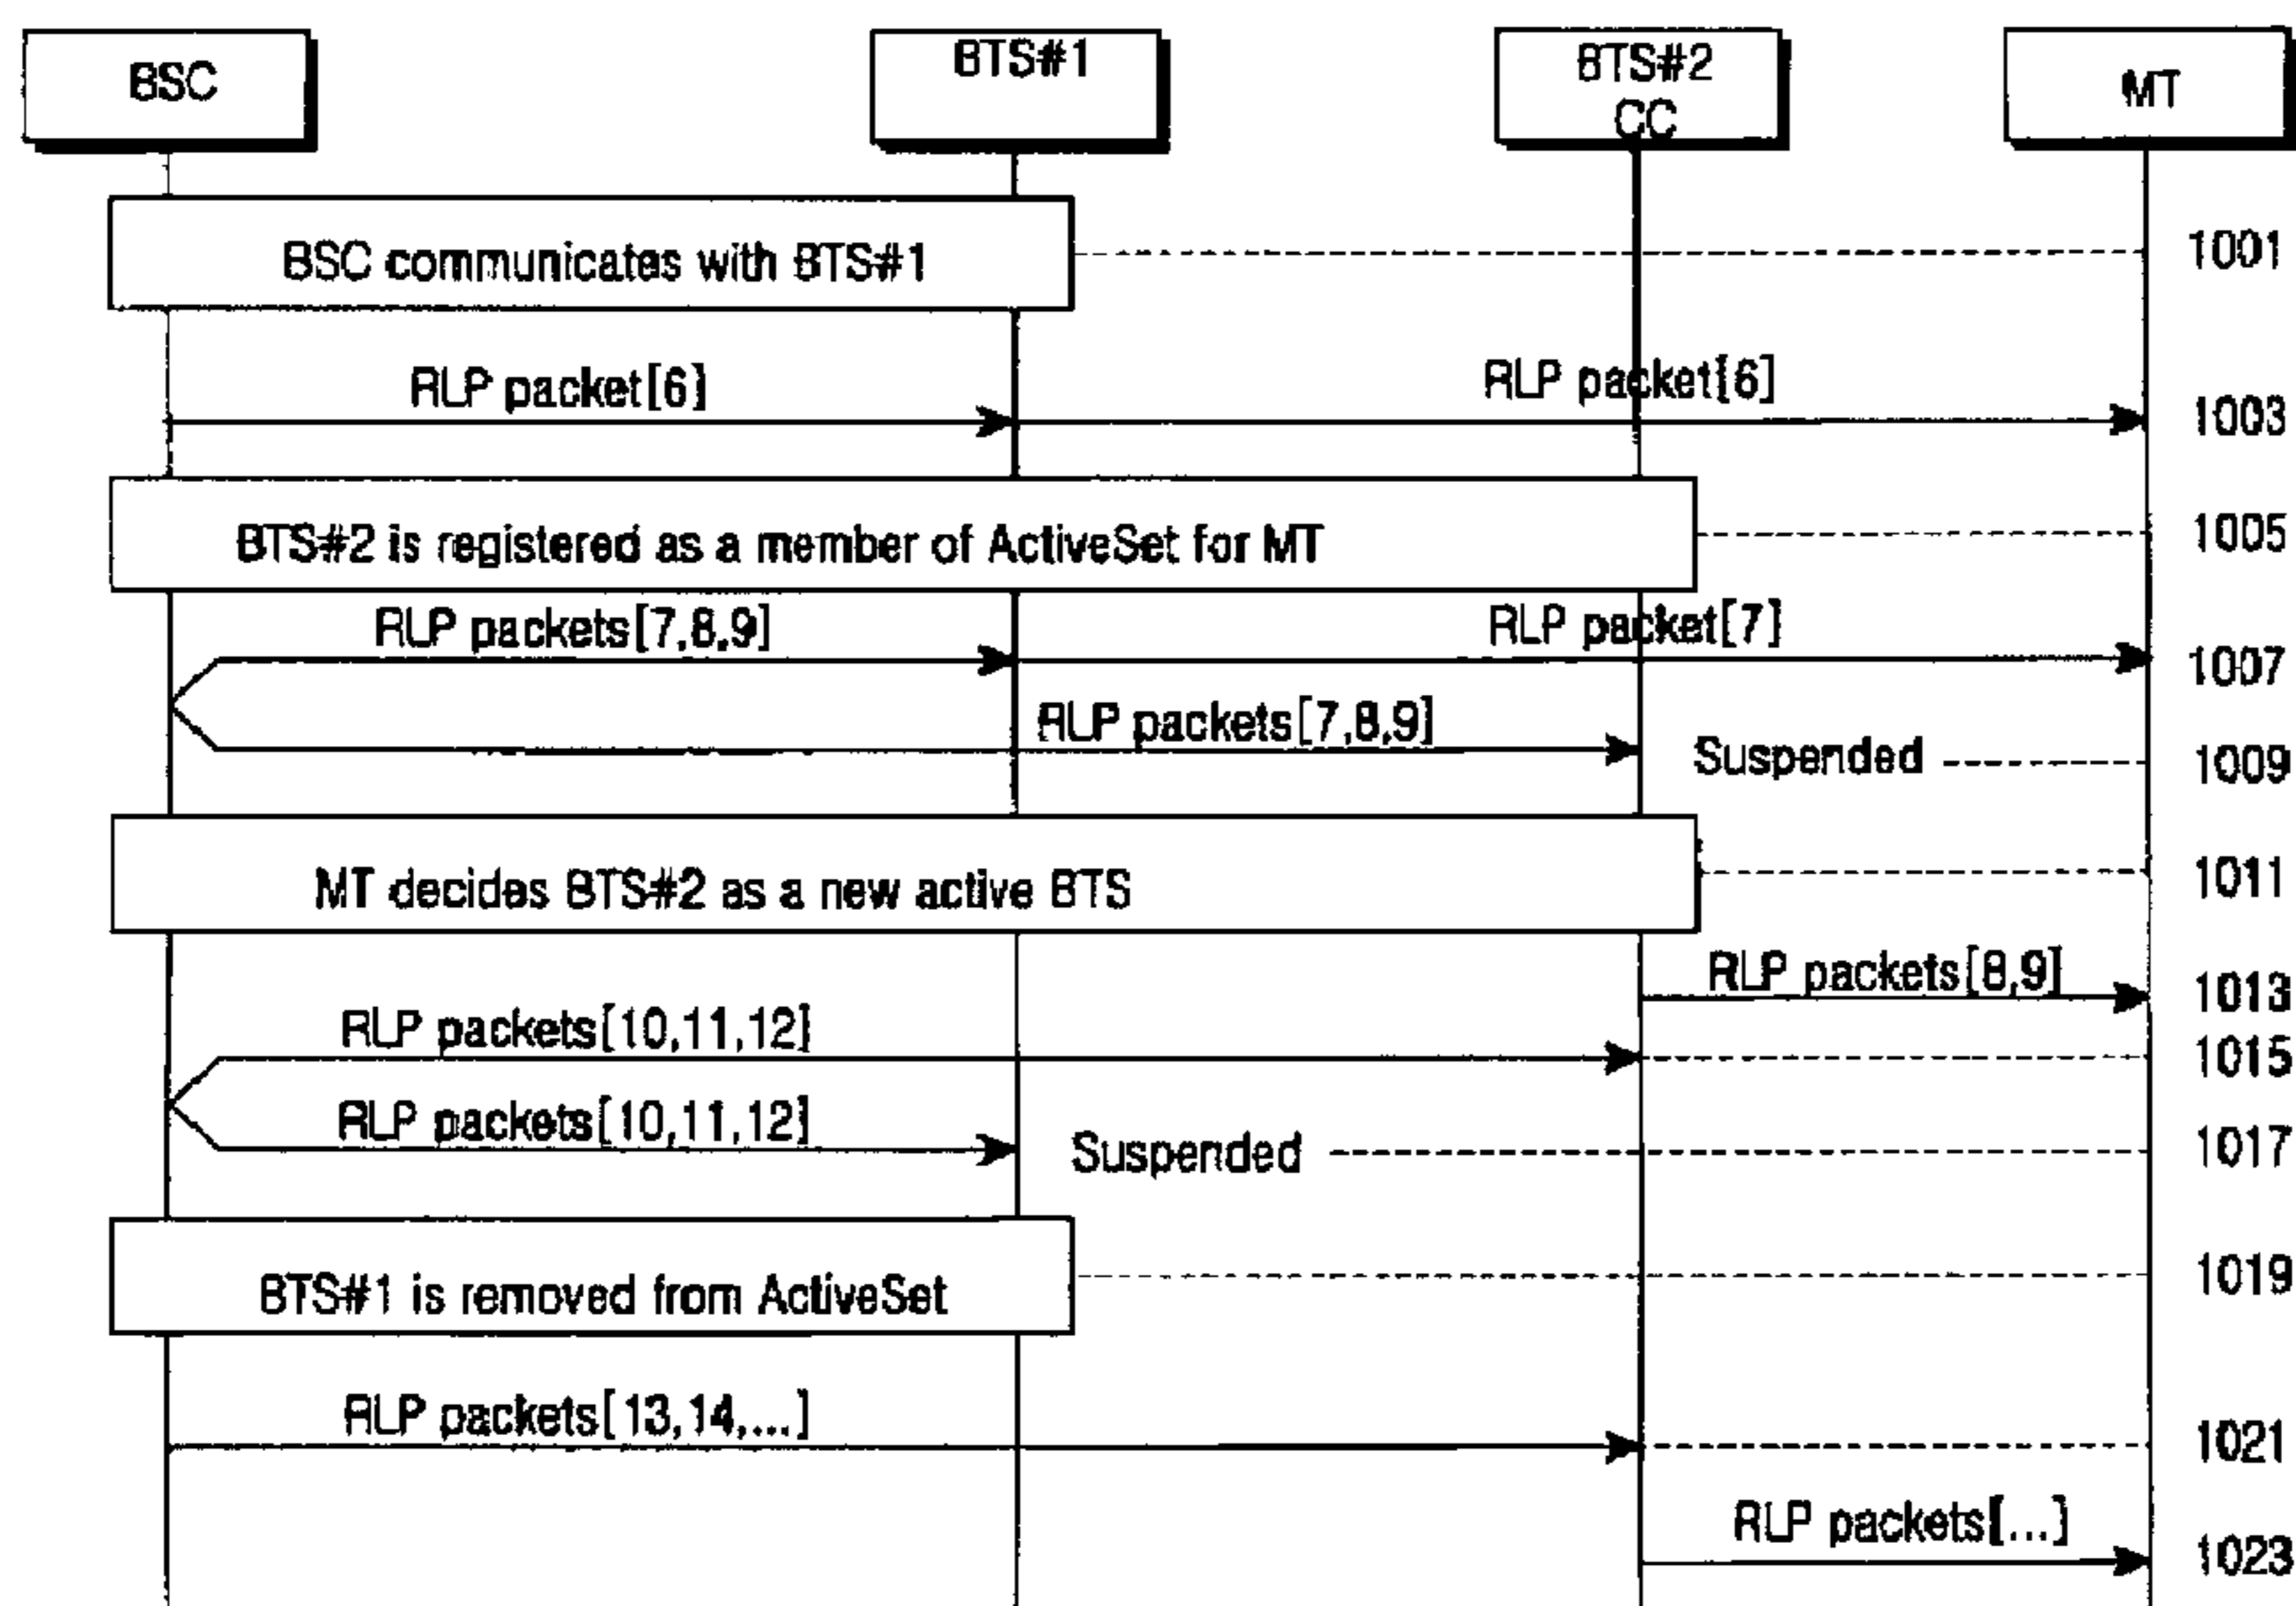 BSC
BTS#1
BTS#2
CC
MT
BSC communicates with BTS#1
1001
RLP packet[6]
RLP packet[6]
1003
BTS#2 is registered as a member of ActiveSet for MT
1005
RLP packets[7,8,9]
RLP packet[7]
1007
RLP packets[7,8,9]
Suspended
1009
MT decides BTS#2 as a new active BTS
1011
RLP packets[8,9]
1013
RLP packets[10,11,12]
1015
RLP packets[10,11,12]
Suspended
1017
BTS#1 is removed from ActiveSet
1019
RLP packets[13,14,...]
1021
RLP packets[...]
1023